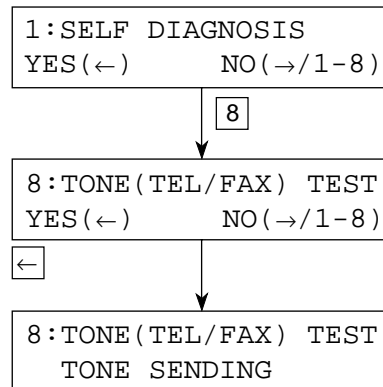 1:SELF DIAGNOSIS
YES(←) NO(→/1-8)
8
8:TONE(TEL/FAX) TEST
YES(←) NO(→/1-8)
←
8:TONE(TEL/FAX) TEST
TONE SENDING